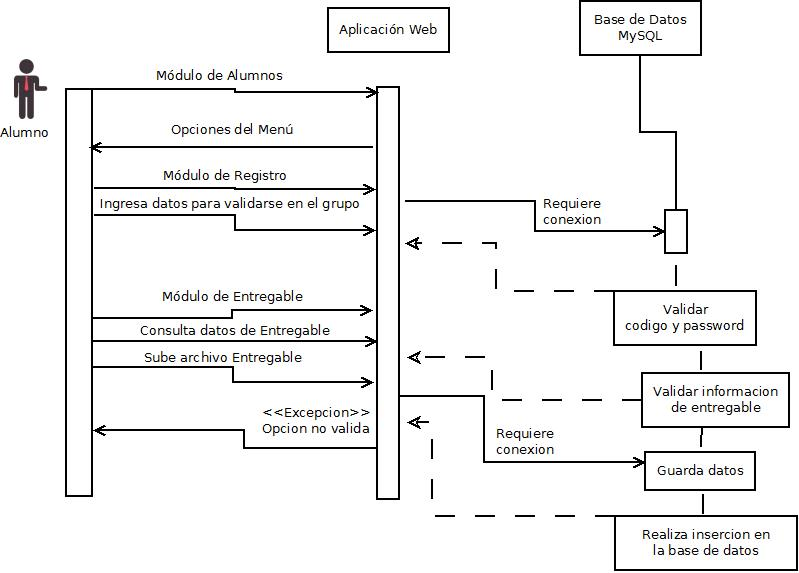 Aplicación Web
Base de Datos
MySQL
Alumno
Módulo de Alumnos
Opciones del Menú
Módulo de Registro
Ingresa datos para validarse en el grupo
Requiere
conexion
Módulo de Entregable
Validar
codigo y password
Consulta datos de Entregable
Sube archivo Entregable
Validar informacion
de entregable
<<Excepcion>>
Opcion no valida
Requiere
conexion
Guarda datos
Realiza insercion en
la base de datos